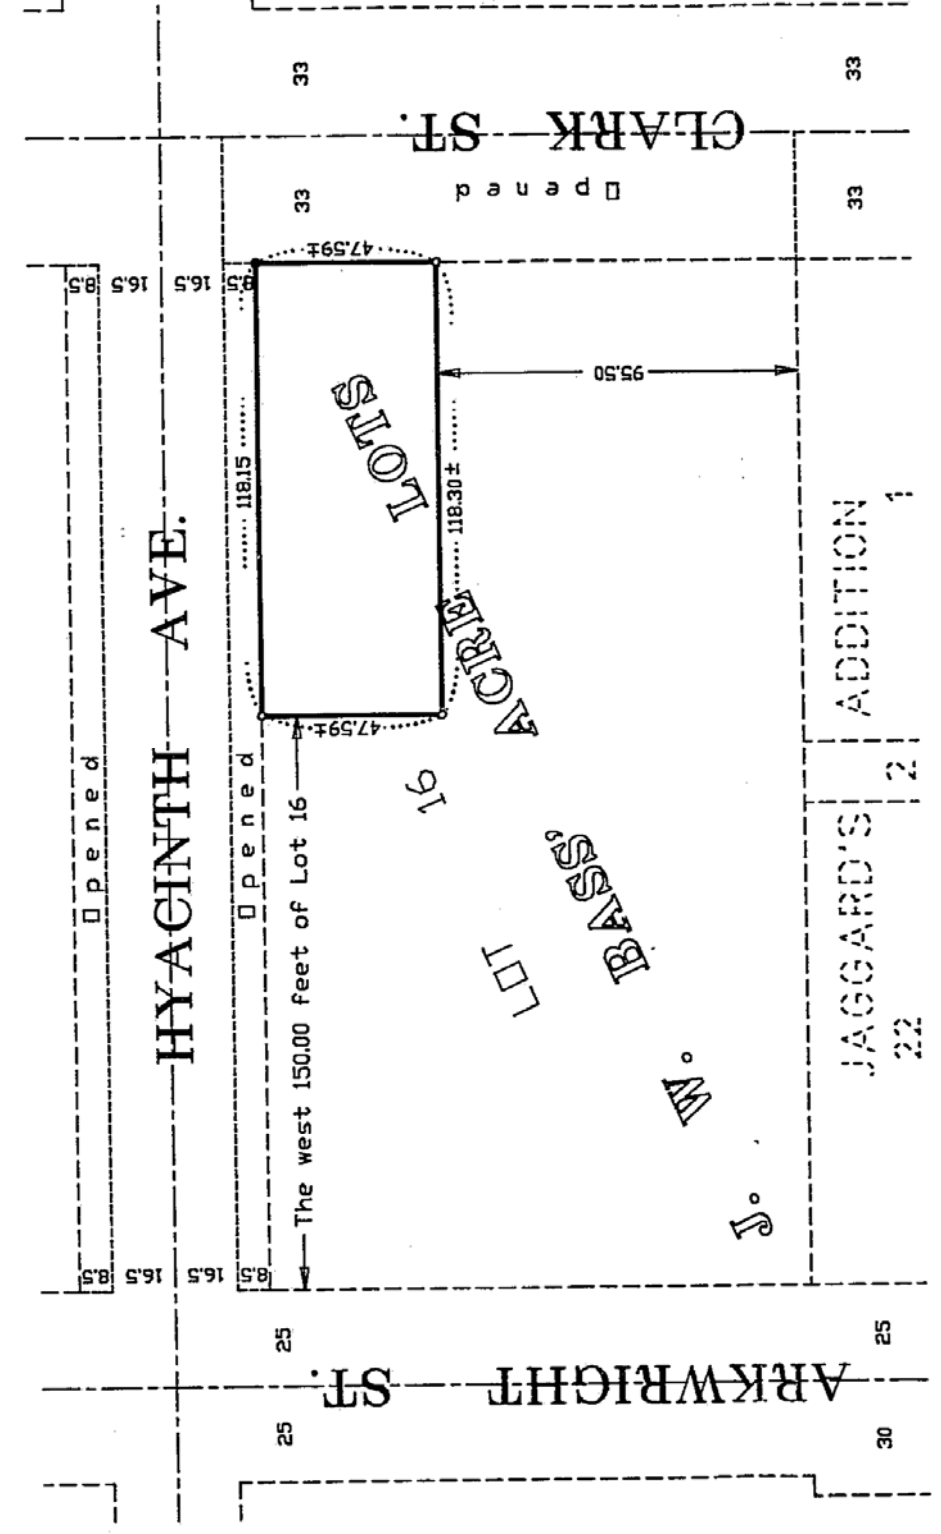 33
33
CLARK ST.
Opened
33
33
47.59±
8.5
16.5
16.5
8.5
95.50
LOTS
118.15
118.30±
HYACINTH AVE.
ADDITION
1
ACRE
47.59±
Opened
Opened
16
2
The west 150.00 feet of Lot 16
BASS'
LOT
JAGGARD'S
22
W.
J.
8.5
16.5
16.5
8.5
25
25
ARKWRIGHT ST.
25
30